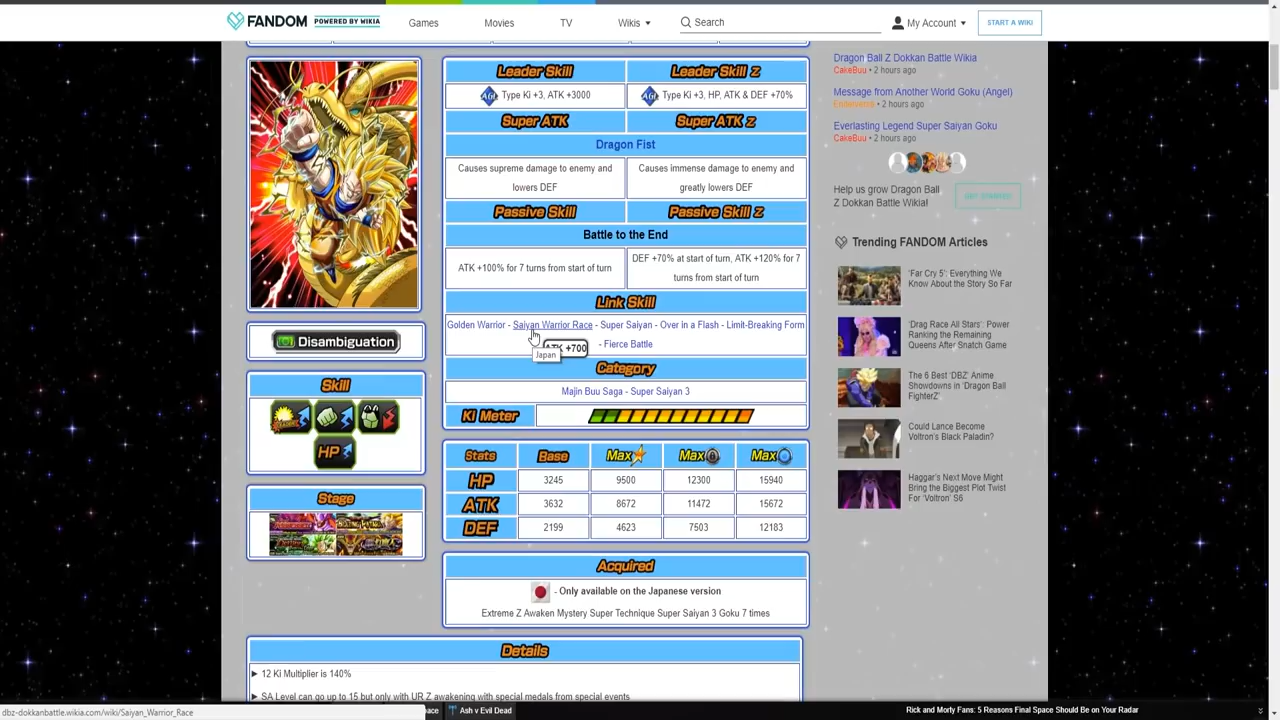 FANDOM POWERED BY WIKIA
Games
Movies
TV
Wikis
Search
My Account
START A WIKI
Leader Skill
Leader Skill Z
AGL Type Ki +3, ATK +3000
AGL Type Ki +3, HP, ATK & DEF +70%
Super ATK
Super ATK Z
Dragon Fist
Causes supreme damage to enemy and
lowers DEF
Causes immense damage to enemy and
greatly lowers DEF
Passive Skill
Passive Skill Z
Battle to the End
ATK +100% for 7 turns from start of turn
DEF +70% at start of turn, ATK +120% for 7
turns from start of turn
Link Skill
Golden Warrior - Saiyan Warrior Race - Super Saiyan - Over in a Flash - Limit-Breaking Form
ATK +700
- Fierce Battle
Japan
Category
Majin Buu Saga - Super Saiyan 3
Ki Meter
Disambiguation
Skill
HP
Stage
Stats
Base
Max
Max
Max
HP
3245
9500
12300
15940
ATK
3632
8672
11472
15672
DEF
2199
4623
7503
12183
Acquired
- Only available on the Japanese version
Extreme Z Awaken Mystery Super Technique Super Saiyan 3 Goku 7 times
Details
► 12 Ki Multiplier is 140%
► SA Level can go up to 15 but only with UR Z awakening with special medals from special events
Dragon Ball Z Dokkan Battle Wikia
CakeBuu • 2 hours ago
Message from Another World Goku (Angel)
• 2 hours ago
Everlasting Legend Super Saiyan Goku
CakeBuu • 2 hours ago
Help us grow Dragon Ball
Z Dokkan Battle Wikia!
GET STARTED
Trending FANDOM Articles
'Far Cry 5': Everything We
Know About the Story So Far
'Drag Race All Stars': Power
Ranking the Remaining
Queens After Snatch Game
The 6 Best 'DBZ' Anime
Showdowns in 'Dragon Ball
FighterZ'
Could Lance Become
Voltron's Black Paladin?
Haggar's Next Move Might
Bring the Biggest Plot Twist
For 'Voltron' S6
dbz-dokkanbattle.wikia.com/wiki/Saiyan_Warrior_Race
pace
Ash v Evil Dead
Rick and Morty Fans: 5 Reasons Final Space Should Be on Your Radar